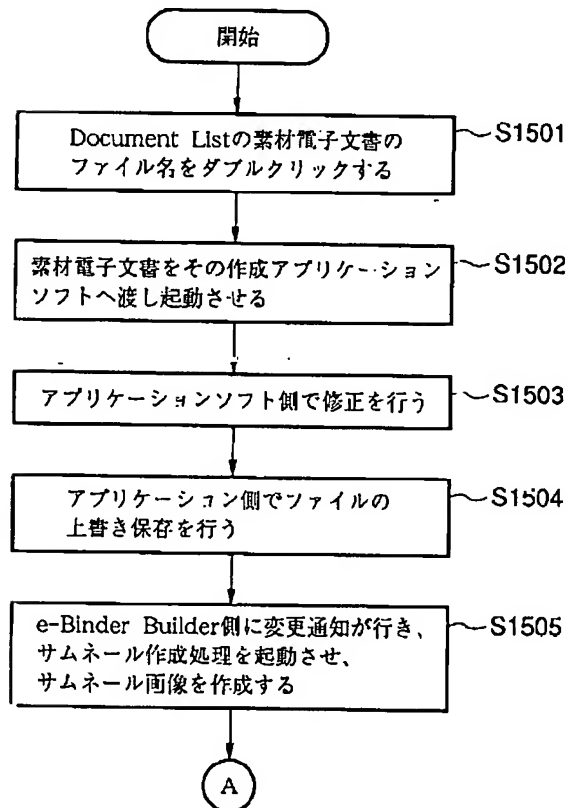 開始
Document Listの素材電子文書の
ファイル名をダブルクリックする
S1501
素材電子文書をその作成アプリケーション
ソフトへ渡し起動させる
S1502
アプリケーションソフト側で修正を行う
S1503
アプリケーション側でファイルの
上書き保存を行う
S1504
e-Binder Builder側に変更通知が行き、
サムネール作成処理を起動させ、
サムネール画像を作成する
S1505
A